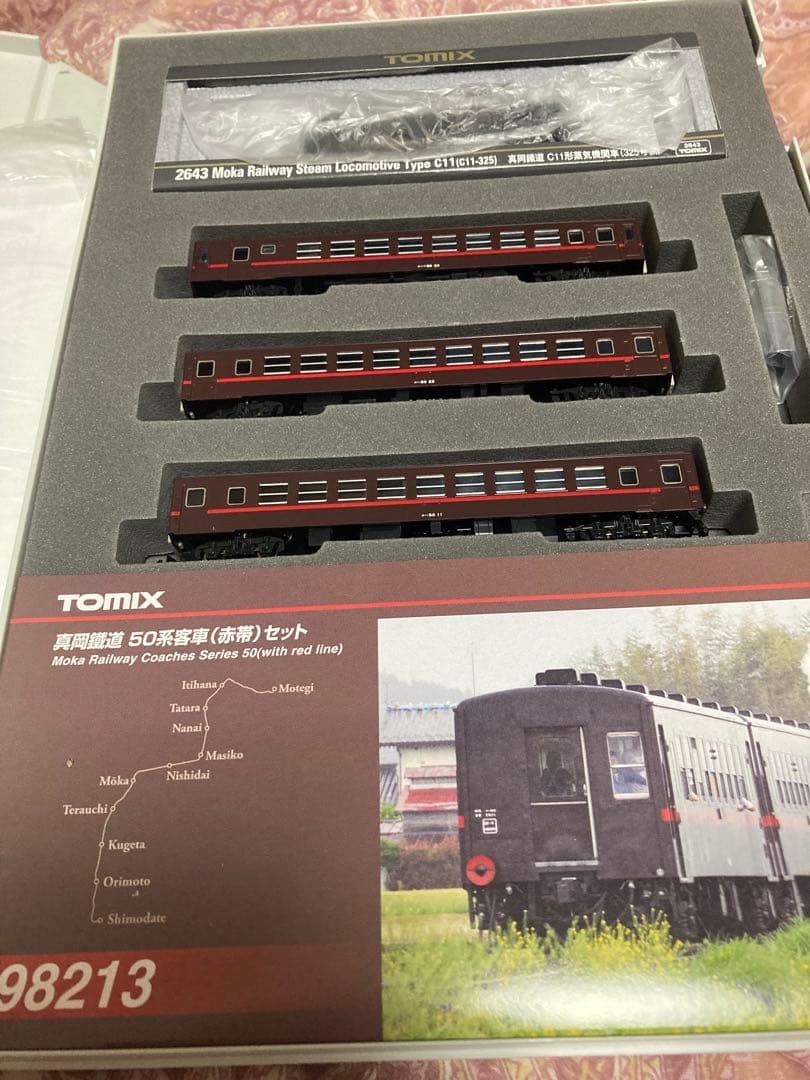 TOMIX
2643 Moka Railway Steam Locomotive Type C11(C11-325)
真岡鐵道 C11形蒸気機関車(325号
2643
TOMIX
50 11
TOMIX
真岡鐵道 50系客車(赤帯)セット
Moka Railway Coaches Series 50(with red line)
Itihana
Motegi
Tatara
Nanai
Masiko
Nishidai
Mōka
Terauchi
Kugeta
Orimoto
Shimodate
98213